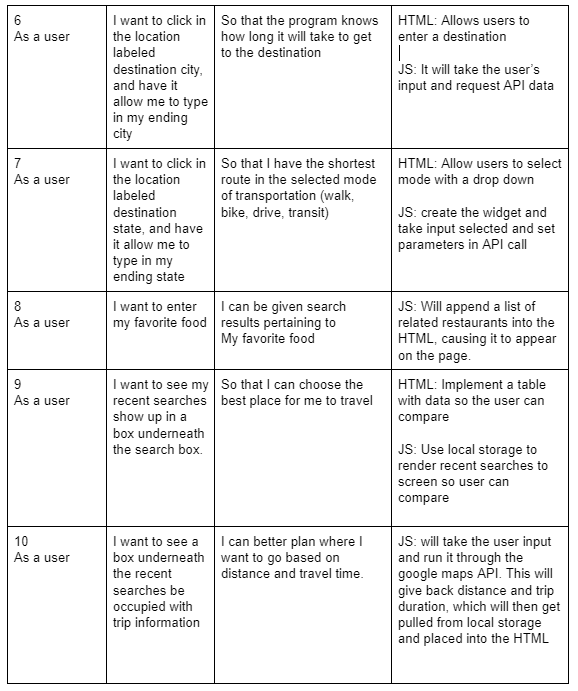 6
As a user
I want to click in
the location
labeled
destination city,
and have it
allow me to type
in my ending
city
So that the program knows
how long it will take to get
to the destination
HTML: Allows users to
enter a destination
JS: It will take the user's
input and request API data
7
As a user
I want to click in
the location
labeled
destination
state, and have
it allow me to
type in my
ending state
So that I have the shortest
route in the selected mode
of transportation (walk,
bike, drive, transit)
HTML: Allow users to select
mode with a drop down
JS: create the widget and
take input selected and set
parameters in API call
8
As a user
I want to enter
my favorite food
I can be given search
results pertaining to
My favorite food
JS: Will append a list of
related restaurants into the
HTML, causing it to appear
on the page.
9
As a user
I want to see my
recent searches
show up in a
box underneath
the search box.
So that I can choose the
best place for me to travel
HTML: Implement a table
with data so the user can
compare
JS: Use local storage to
render recent searches to
screen so user can
compare
10
As a user
I want to see a
box underneath
the recent
searches be
occupied with
trip information
I can better plan where I
want to go based on
distance and travel time.
JS: will take the user input
and run it through the
google maps API. This will
give back distance and trip
duration, which will then get
pulled from local storage
and placed into the HTML